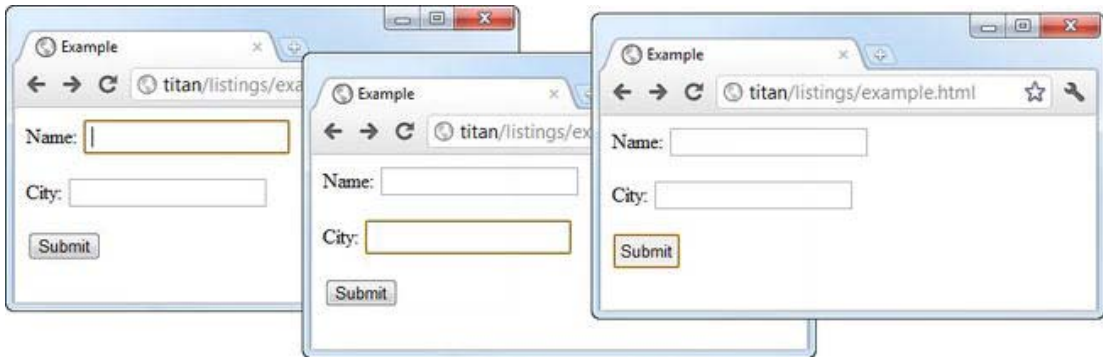 Example
titan/listings/exa
Name:
City:
Submit
Example
titan/listings/ex
Name:
City:
Submit
Example
titan/listings/example.html
Name:
City:
Submit